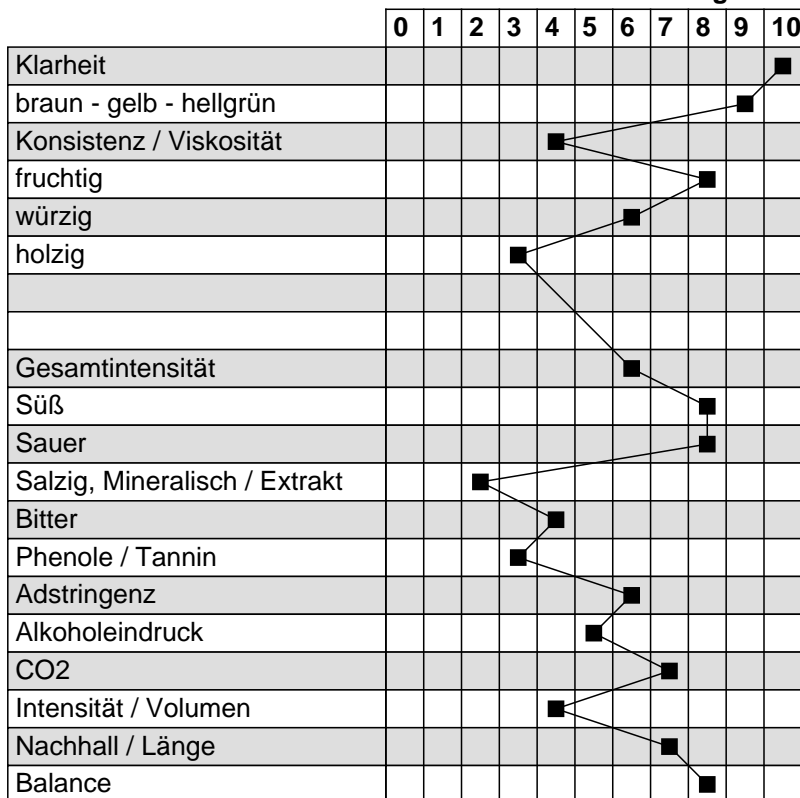 0 1 2 3 4 5 6 7 8 9 10
Klarheit
braun - gelb - hellgrün
Konsistenz / Viskosität
fruchtig
würzig
holzig
Gesamtintensität
Süß
Sauer
Salzig, Mineralisch / Extrakt
Bitter
Phenole / Tannin
Adstringenz
Alkoholeindruck
CO2
Intensität / Volumen
Nachhall / Länge
Balance